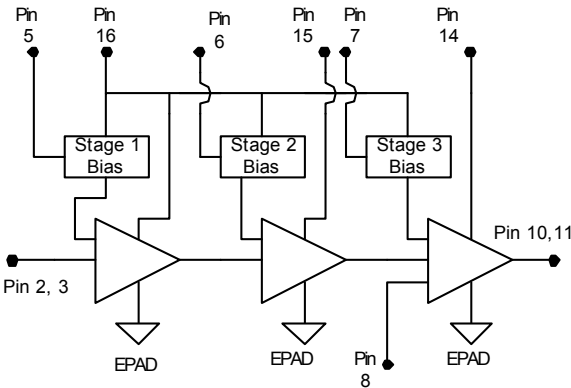 Pin
5
Pin
16
Pin
6
Pin
15
Pin
7
Pin
14
Stage 1
Bias
Stage 2
Bias
Stage 3
Bias
Pin 10,11
Pin 2, 3
EPAD
EPAD
Pin
8
EPAD